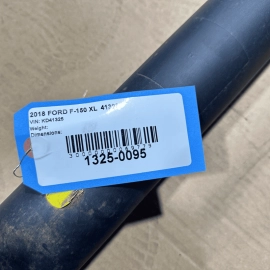 2018 FORD F-150 XL
VIN: KD41325
Weight:
Dimensions:
1325-0095